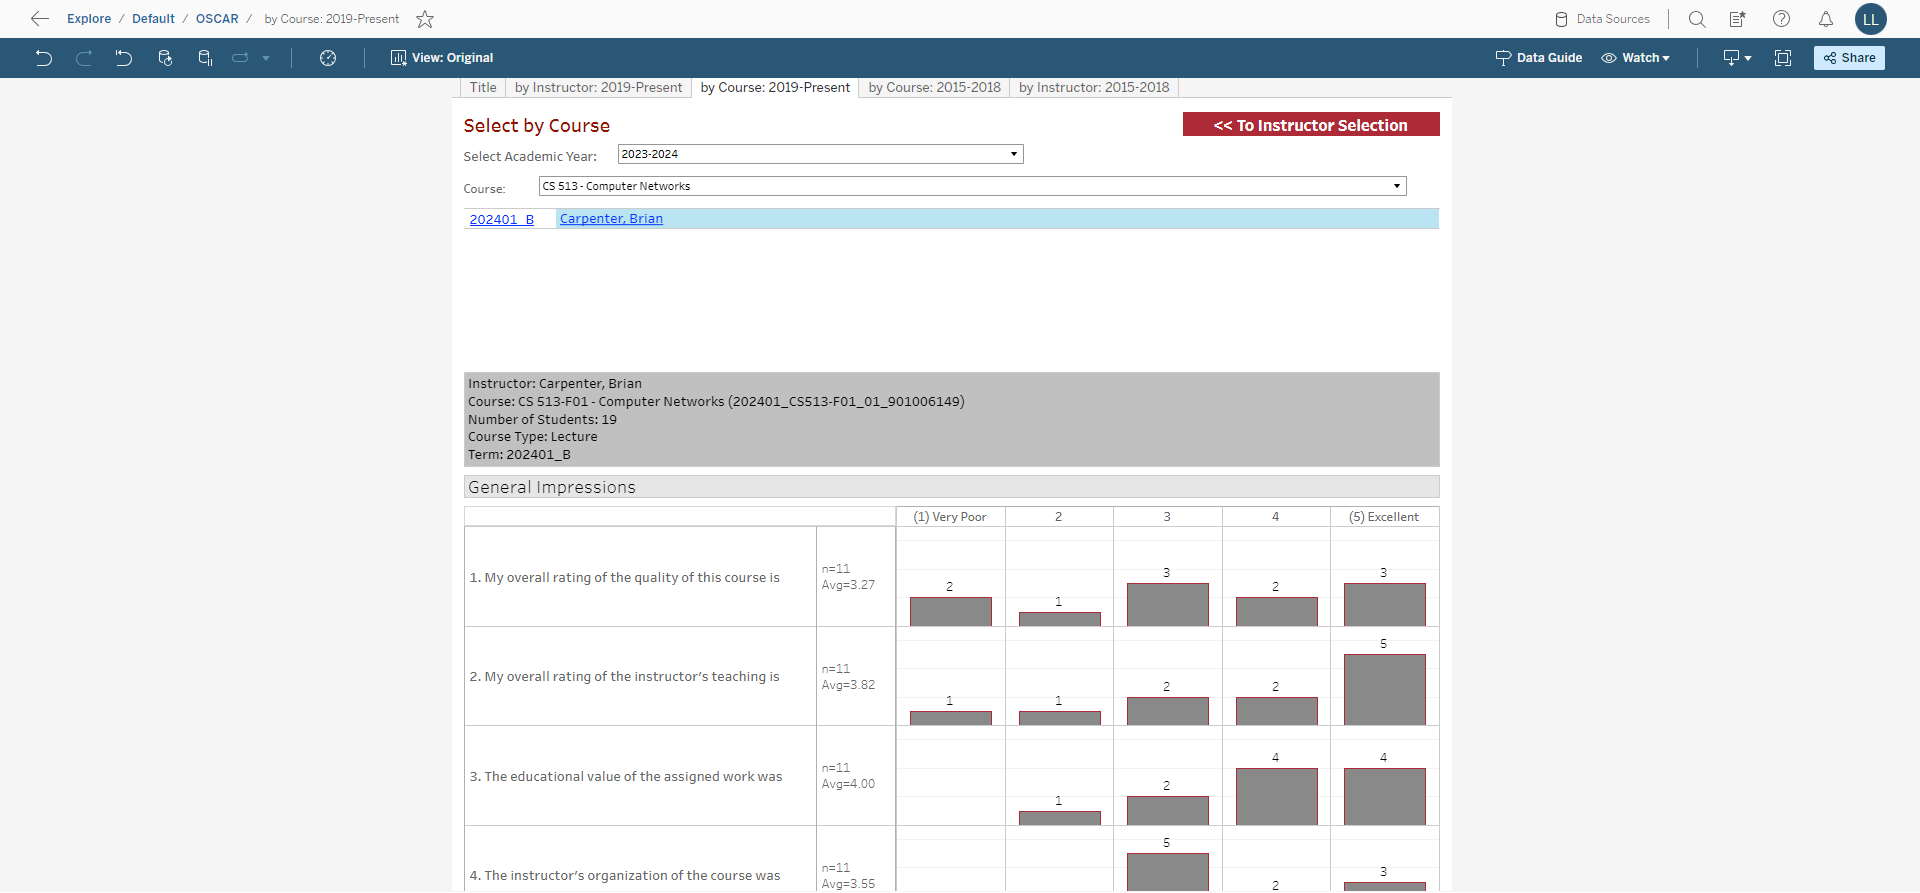 Explore / Default / OSCAR / by Course: 2019-Present
Data Sources
LL
View: Original
Data Guide
Watch
Share
Title
by Instructor: 2019-Present
by Course: 2019-Present
by Course: 2015-2018
by Instructor: 2015-2018
Select by Course
<< To Instructor Selection
Select Academic Year:
2023-2024
Course:
CS 513 - Computer Networks
202401_B
Carpenter, Brian
Instructor: Carpenter, Brian
Course: CS 513-F01 - Computer Networks (202401_CS513-F01_01_901006149)
Number of Students: 19
Course Type: Lecture
Term: 202401_B
General Impressions
(1) Very Poor 2 3 4 (5) Excellent
1. My overall rating of the quality of this course is
n=11
Avg=3.27
2 1 3 2 3
2. My overall rating of the instructor's teaching is
n=11
Avg=3.82
1 1 2 2 5
3. The educational value of the assigned work was
n=11
Avg=4.00
1 2 4 4
4. The instructor's organization of the course was
n=11
Avg=3.55
5 2 3